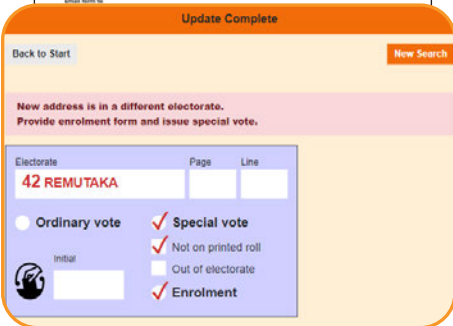 Update Complete
Back to Start
New Search
New address is in a different electorate.
Provide enrolment form and issue special vote.
Electorate Page Line
42 REMUTAKA
Ordinary vote Special vote
Not on printed roll
Initial
Out of electorate
Enrolment